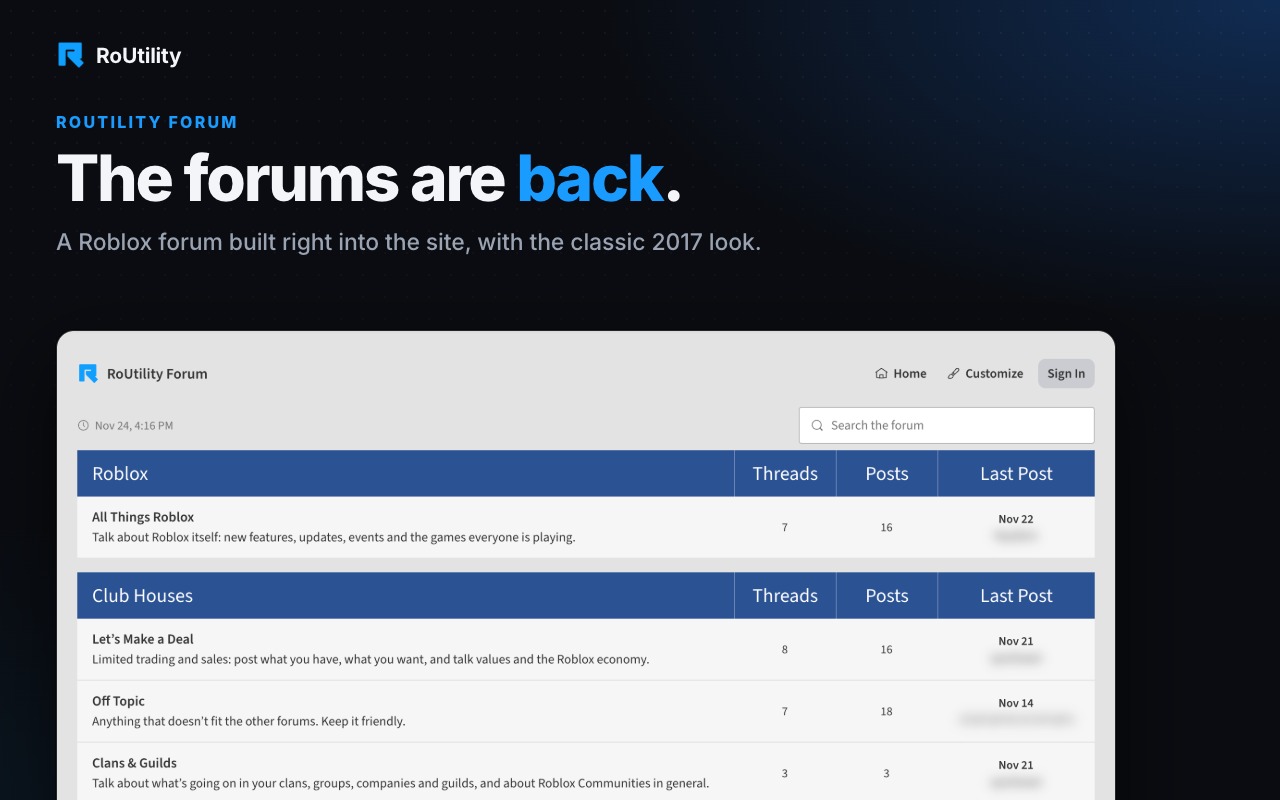 RoUtility
ROUTILITY FORUM
The forums are back.
A Roblox forum built right into the site, with the classic 2017 look.
RoUtility Forum
Home
Customize
Sign In
Nov 24, 4:16 PM
Search the forum
Roblox Threads Posts Last Post
All Things Roblox
Talk about Roblox itself: new features, updates, events and the games everyone is playing.
7 16 Nov 22
Club Houses Threads Posts Last Post
Let’s Make a Deal
Limited trading and sales: post what you have, what you want, and talk values and the Roblox economy.
8 16 Nov 21
Off Topic
Anything that doesn’t fit the other forums. Keep it friendly.
7 18 Nov 14
Clans & Guilds
Talk about what’s going on in your clans, groups, companies and guilds, and about Roblox Communities in general.
3 3 Nov 21